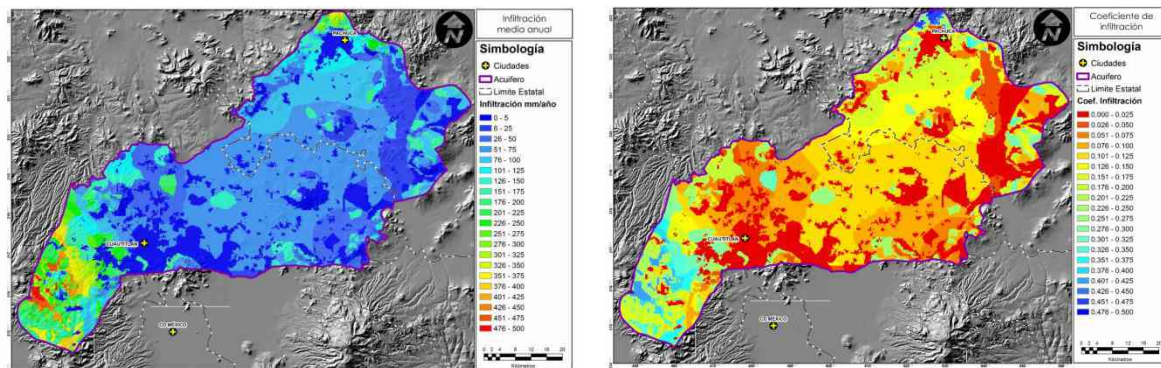 Infiltración
media anual
N
Simbología
Ciudades
Acuifero
Limite Estatal
Infiltración mm/año
0 - 5
6 - 25
26 - 50
51 - 75
76 - 100
101 - 125
126 - 150
151 - 175
176 - 200
201 - 225
226 - 250
251 - 275
276 - 300
301 - 325
326 - 350
351 - 375
376 - 400
401 - 425
426 - 450
451 - 475
476 - 500
Kilómetros
PACHUCA
CUAUTITLAN
CD MÉXICO
Coeficiente de
infiltración
N
Simbología
Ciudades
Acuifero
Limite Estatal
Coef. Infiltración
0.000 - 0.025
0.026 - 0.050
0.051 - 0.075
0.076 - 0.100
0.101 - 0.125
0.126 - 0.150
0.151 - 0.175
0.176 - 0.200
0.201 - 0.225
0.226 - 0.250
0.251 - 0.275
0.276 - 0.300
0.301 - 0.325
0.326 - 0.350
0.351 - 0.375
0.376 - 0.400
0.401 - 0.425
0.426 - 0.450
0.451 - 0.475
0.476 - 0.500
Kilómetros
PACHUCA
CUAUTITLAN
CD MÉXICO